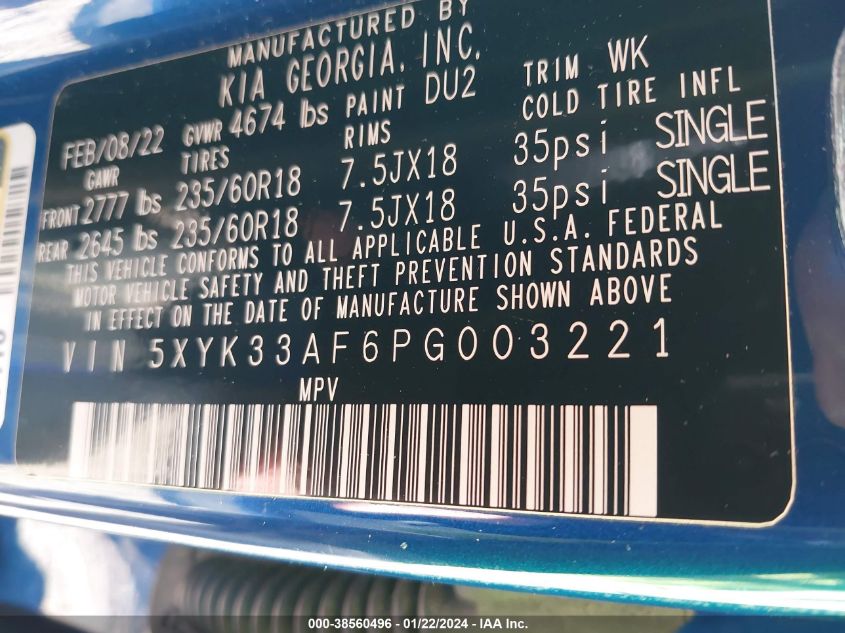 MANUFACTURED BY
KIA GEORGIA, INC.
FEB/08/22 GVWR 4674 lbs PAINT DU2 TRIM WK
GAWR TIRES RIMS COLD TIRE INFL
FRONT 2777 lbs 235/60R18 7.5JX18 35psi SINGLE
REAR 2645 lbs 235/60R18 7.5JX18 35psi SINGLE
THIS VEHICLE CONFORMS TO ALL APPLICABLE U.S.A. FEDERAL
MOTOR VEHICLE SAFETY AND THEFT PREVENTION STANDARDS
IN EFFECT ON THE DATE OF MANUFACTURE SHOWN ABOVE
VIN 5XYK33AF6PG003221
MPV
000-38560496 - 01/22/2024 - IAA Inc.